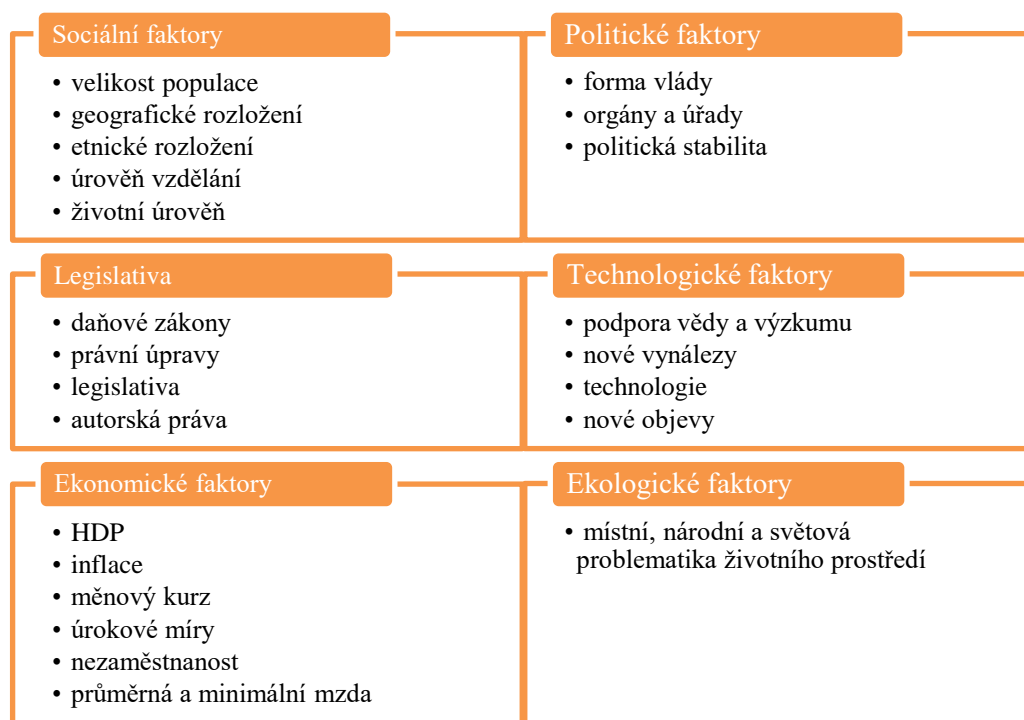 Sociální faktory
• velikost populace
• geografické rozložení
• etnické rozložení
• úrověň vzdělání
• životní úrověň
Politické faktory
• forma vlády
• orgány a úřady
• politická stabilita
Legislativa
• daňové zákony
• právní úpravy
• legislativa
• autorská práva
Technologické faktory
• podpora vědy a výzkumu
• nové vynálezy
• technologie
• nové objevy
Ekonomické faktory
• HDP
• inflace
• měnový kurz
• úrokové míry
• nezaměstnanost
• průměrná a minimální mzda
Ekologické faktory
• místní, národní a světová
problematika životního prostředí